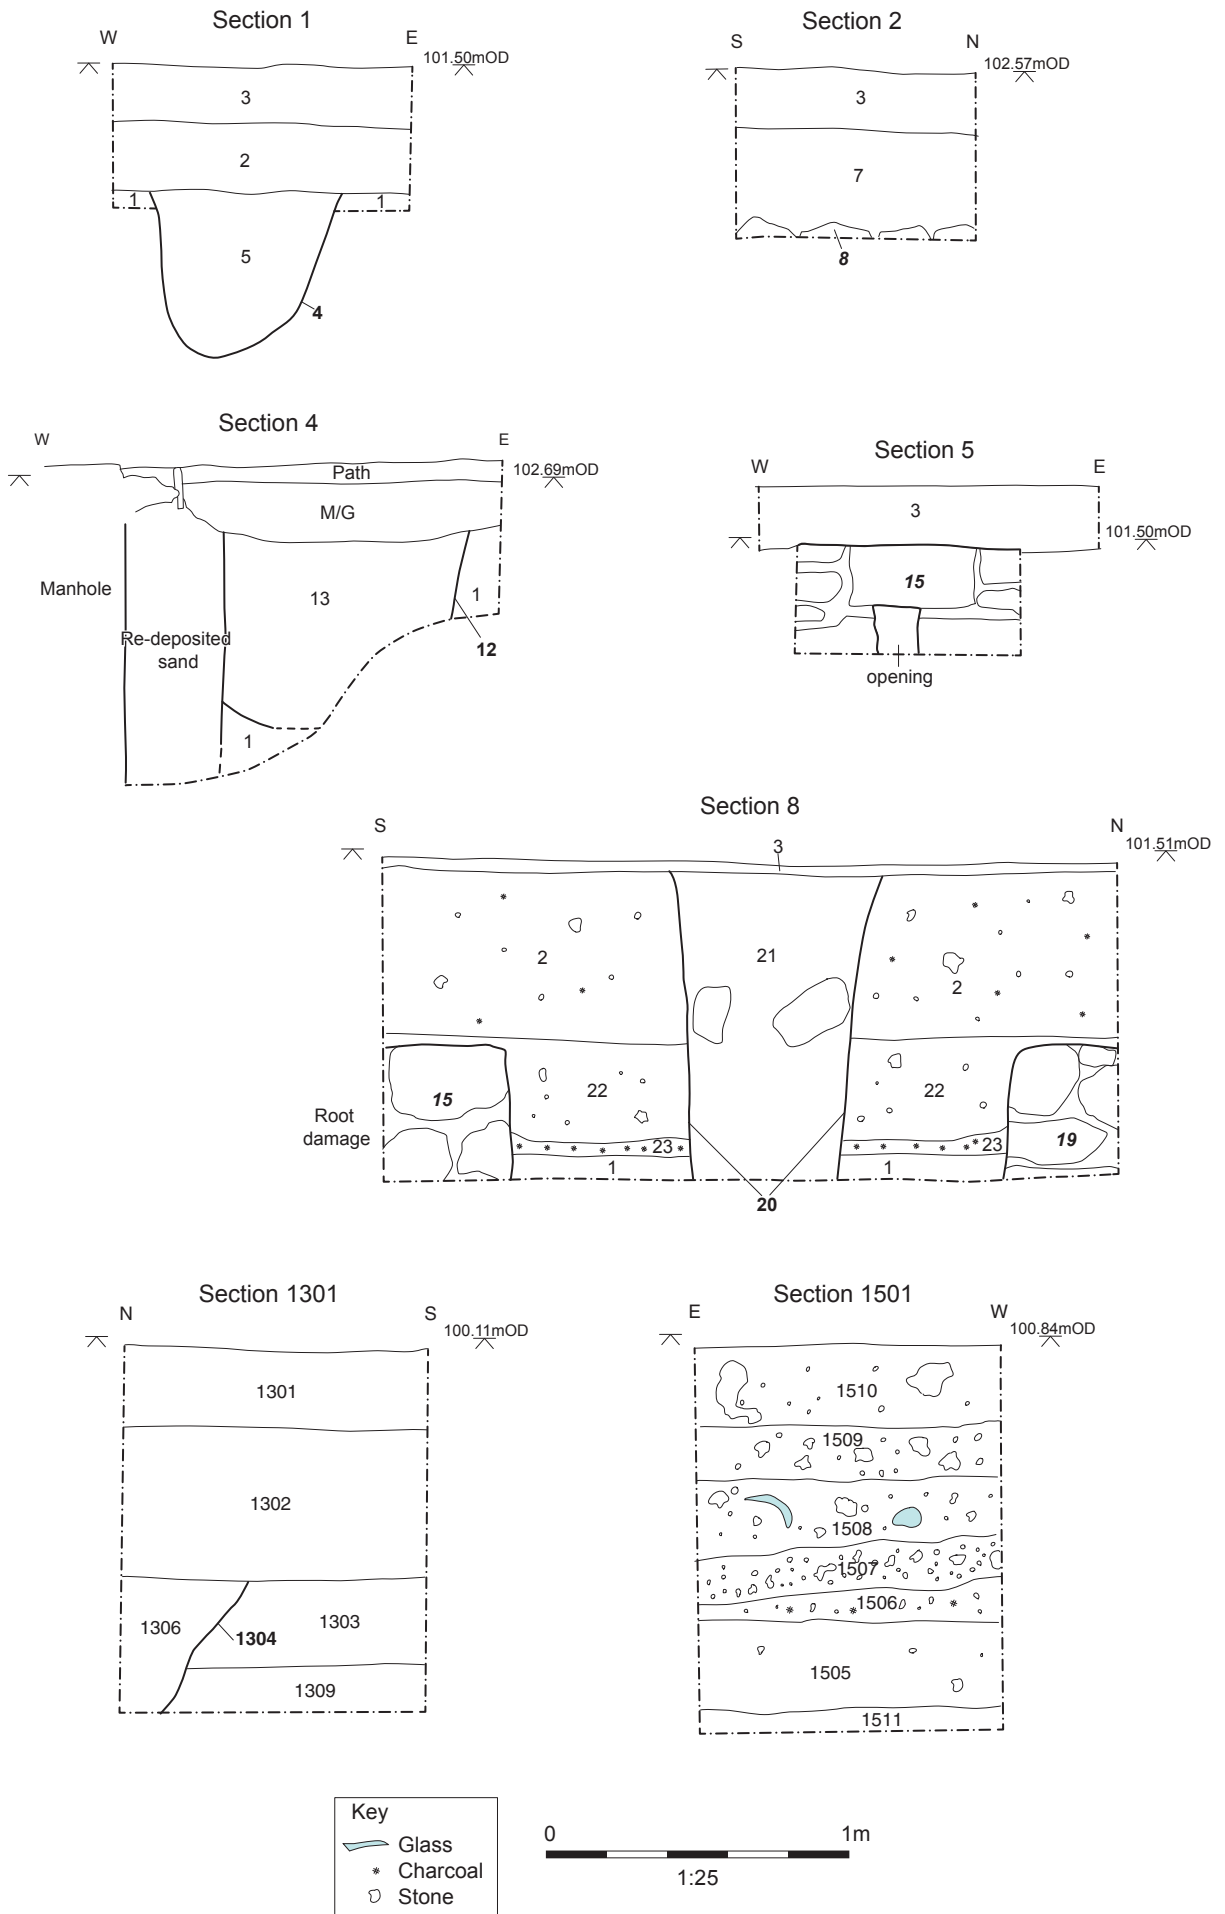 Section 1
W E
101.50mOD
3
2
1 1
5
4
Section 2
S N
102.57mOD
3
7
8
Section 4
W E
102.69mOD
Path
M/G
Manhole
13
1
Re-deposited
sand
12
1
Section 5
W E
3
101.50mOD
15
opening
Section 8
S N
3
101.51mOD
2 21 2
15 22 22
Root
damage
23 23 19
1 1
20
Section 1301
N S
100.11mOD
1301
1302
1306 1304 1303
1309
Section 1501
E W
100.84mOD
1510
1509
1508
1507
1506
1505
1511
Key
Glass
Charcoal
Stone
0 1m
1:25